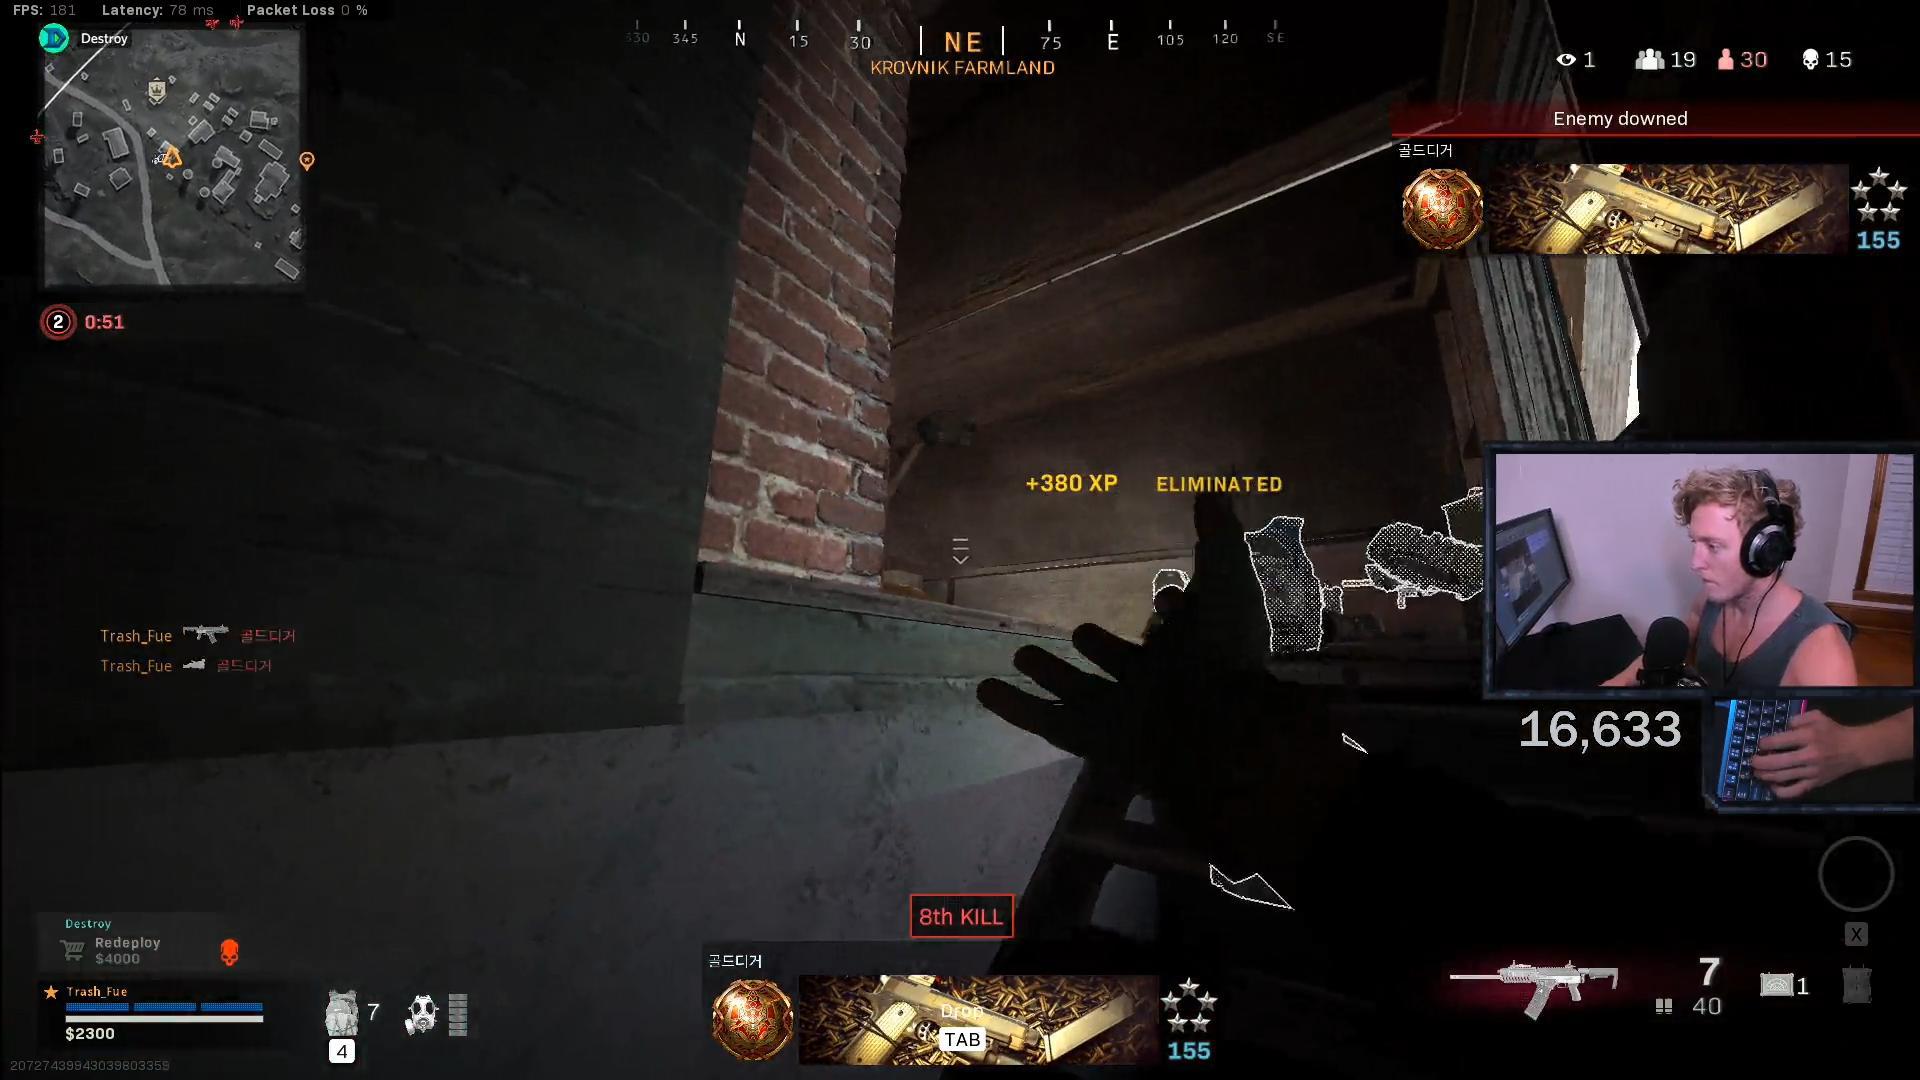 FPS: 181 Latency: 78 ms Packet Loss 0 %
Destroy
330 345 N 15 30 NE 75 E 105 120 SE
KROVNIK FARMLAND
1 19 30 15
Enemy downed
골드디거
155
2 0:51
+380 XP ELIMINATED
Trash_Fue 골드디거
Trash_Fue 골드디거
16,633
8th KILL
X
Destroy
Redeploy
$4000
Trash_Fue
$2300
7
4
골드디거
Drop
TAB
155
7
40
1
20727439943039803359